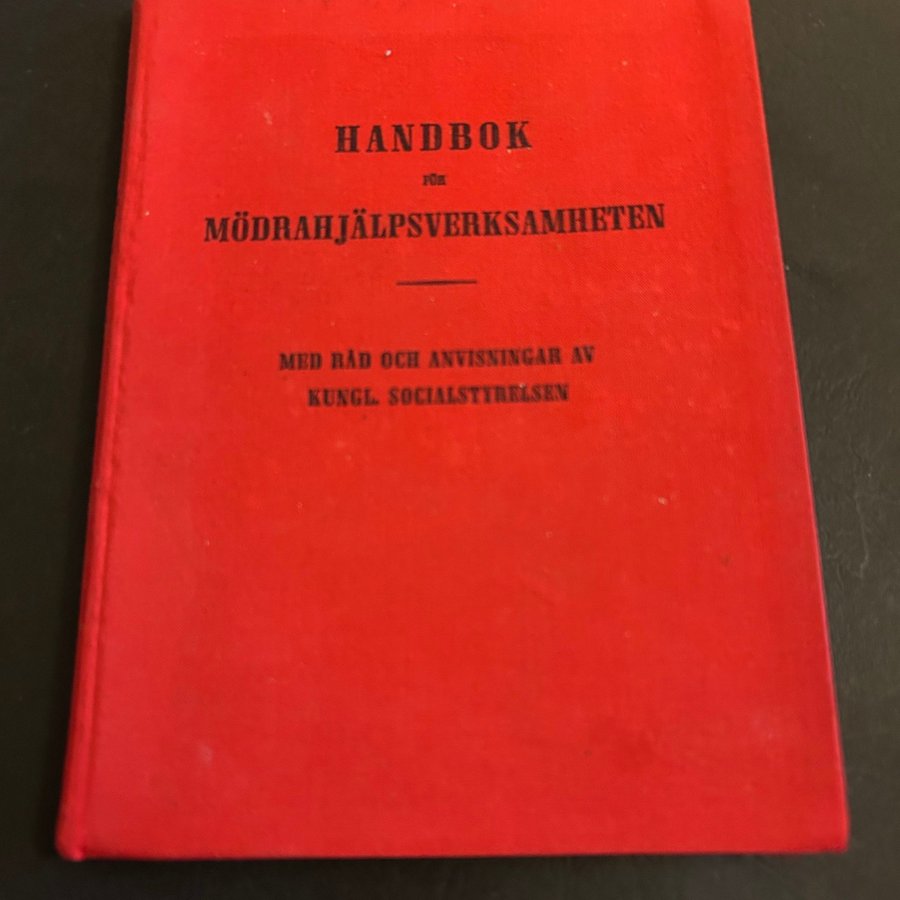 HANDBOK
FÖR
MÖDRAHJÄLPSVERKSAMHETEN
MED RÅD OCH ANVISNINGAR AV
KUNGL. SOCIALSTYRELSEN